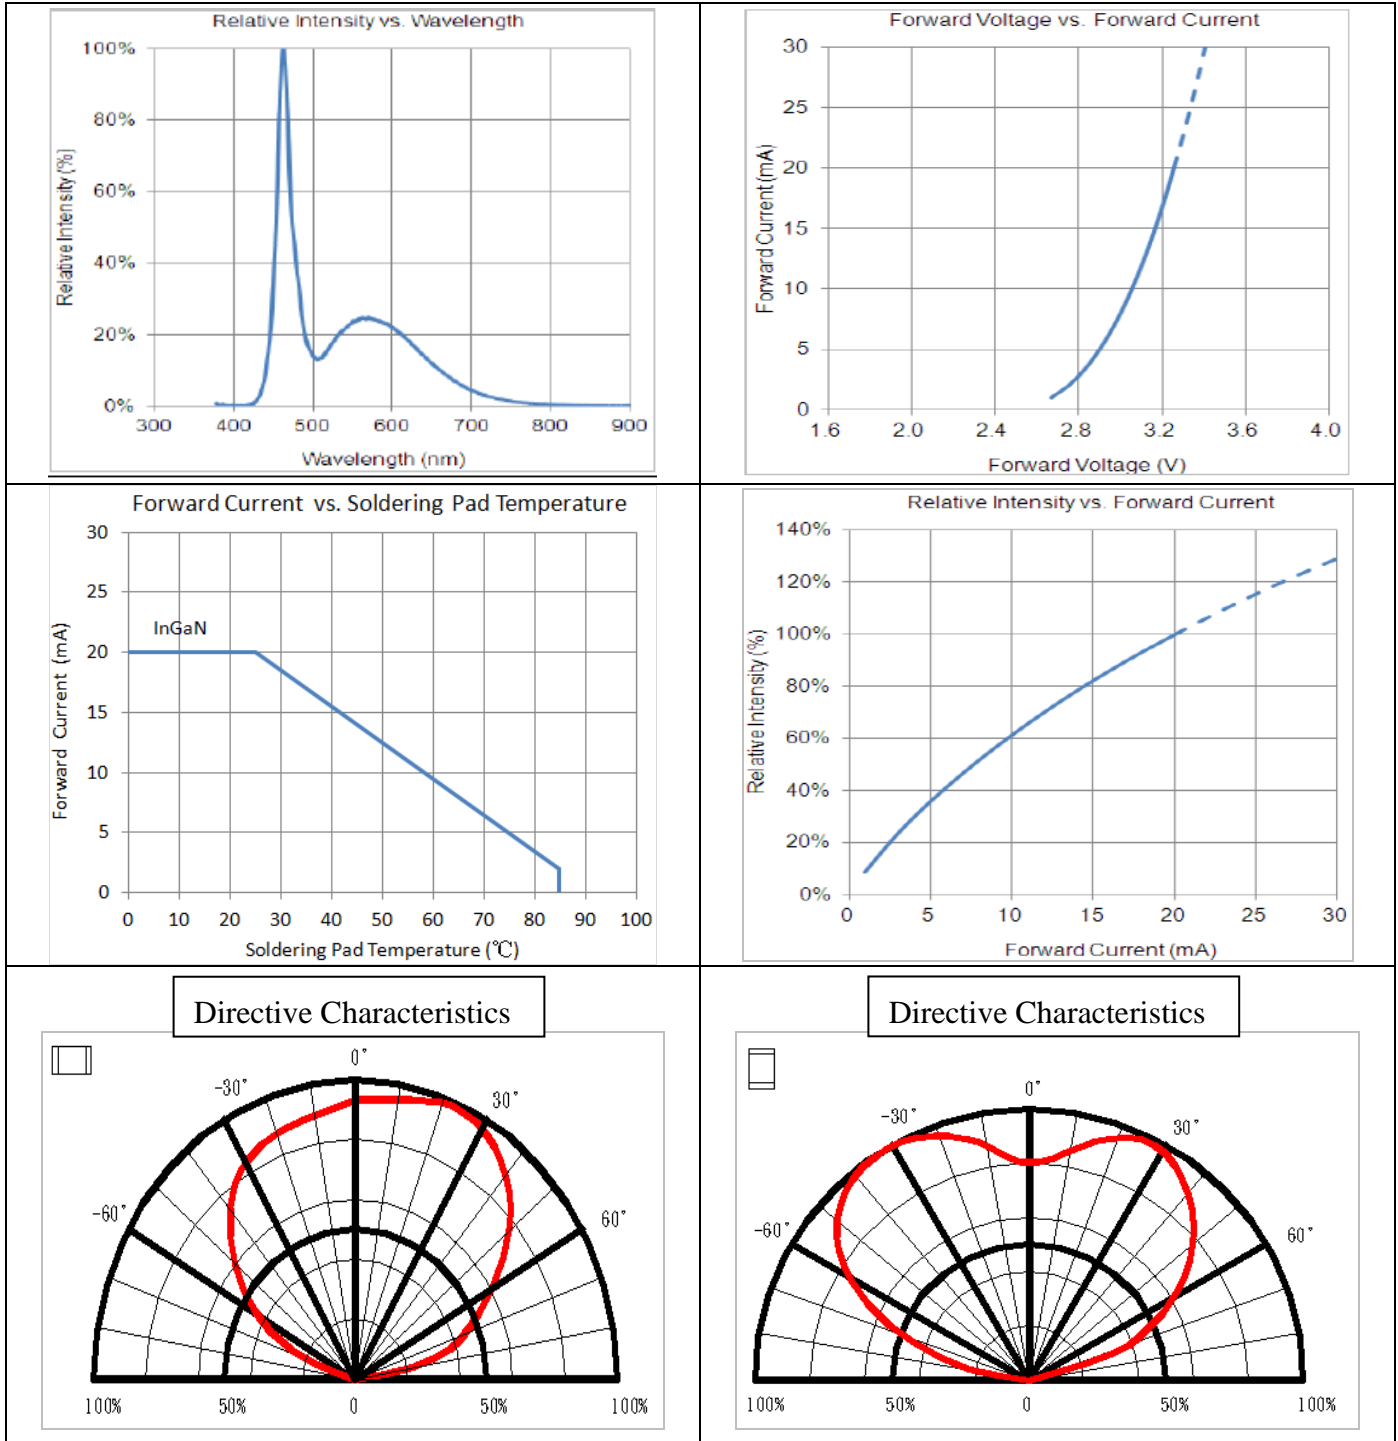 Relative Intensity vs. Wavelength
100%
80%
60%
40%
20%
0%
Relative Intensity (%)
300 400 500 600 700 800 900
Wavelength (nm)
Forward Voltage vs. Forward Current
30
25
20
15
10
5
0
Forward Current (mA)
1.6 2.0 2.4 2.8 3.2 3.6 4.0
Forward Voltage (V)
Forward Current vs. Soldering Pad Temperature
30
25
20
15
10
5
0
Forward Current (mA)
InGaN
0 10 20 30 40 50 60 70 80 90 100
Soldering Pad Temperature (℃)
Relative Intensity vs. Forward Current
140%
120%
100%
80%
60%
40%
20%
0%
Relative Intensity (%)
0 5 10 15 20 25 30
Forward Current (mA)
Directive Characteristics
0°
-30° 30°
-60° 60°
100% 50% 0 50% 100%
Directive Characteristics
0°
-30° 30°
-60° 60°
100% 50% 0 50% 100%